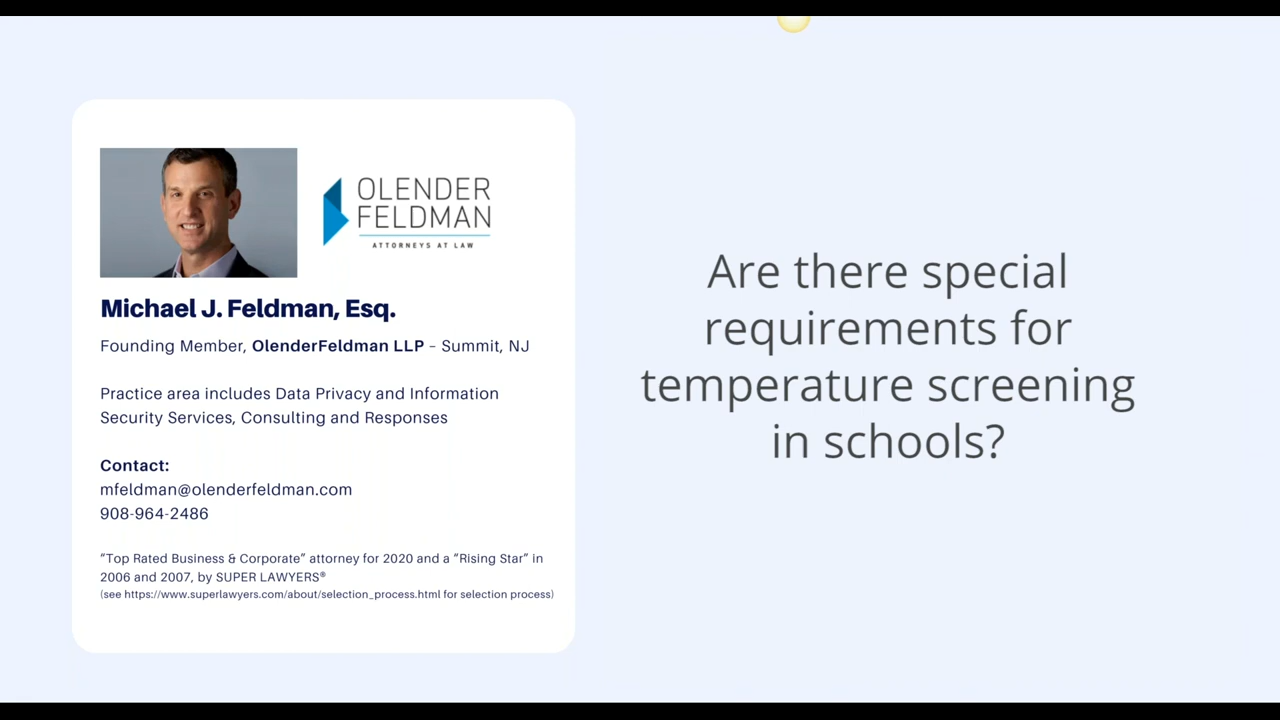 OLENDER
FELDMAN
ATTORNEYS AT LAW
Michael J. Feldman, Esq.
Founding Member, OlenderFeldman LLP – Summit, NJ
Practice area includes Data Privacy and Information
Security Services, Consulting and Responses
Contact:
mfeldman@olenderfeldman.com
908-964-2486
“Top Rated Business & Corporate” attorney for 2020 and a “Rising Star” in
2006 and 2007, by SUPER LAWYERS®
(see https://www.superlawyers.com/about/selection_process.html for selection process)
Are there special
requirements for
temperature screening
in schools?